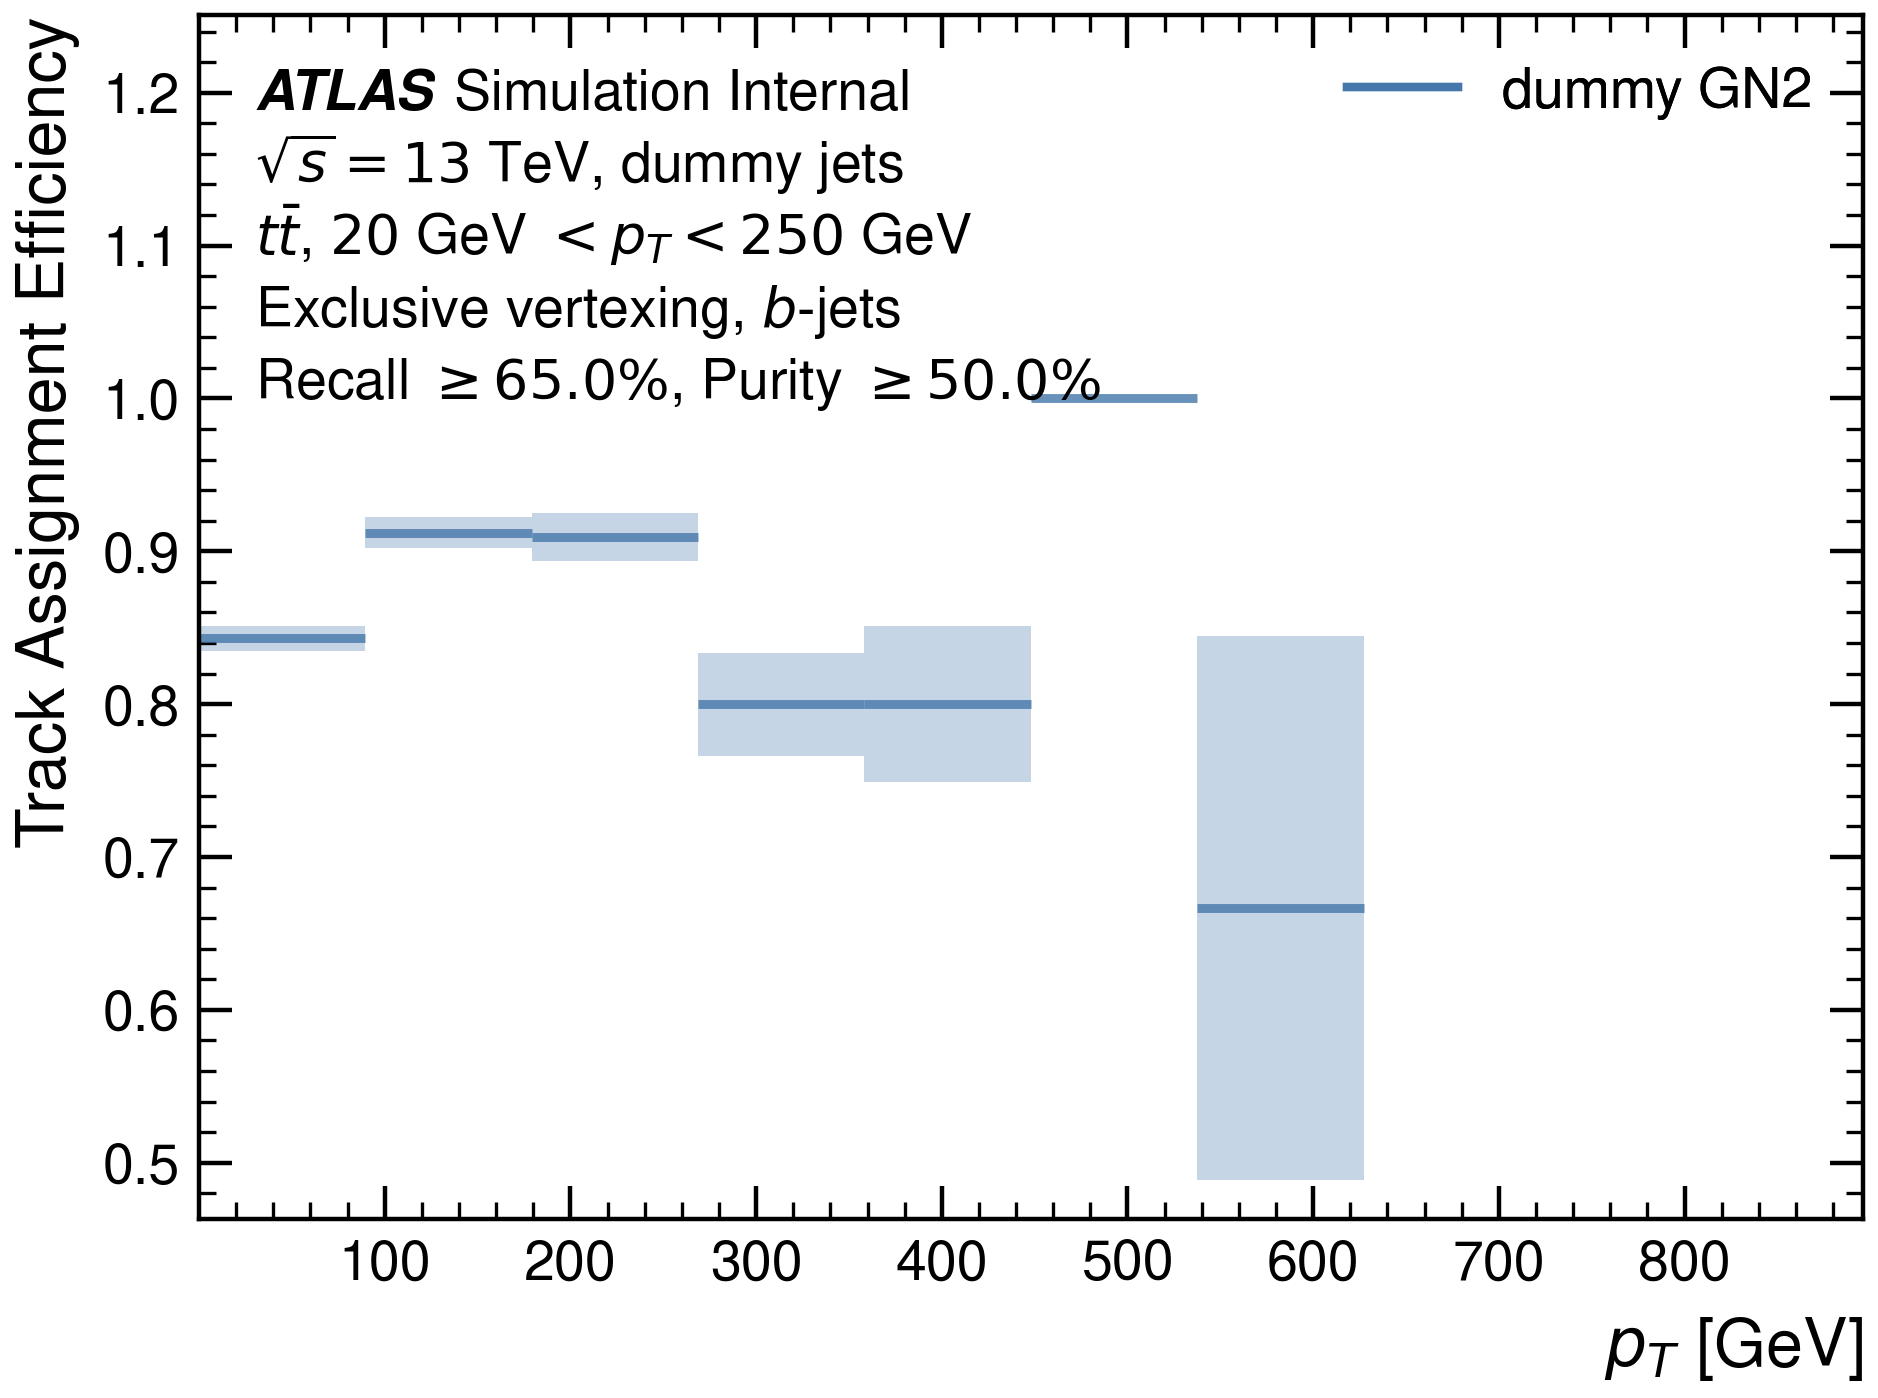 Track Assignment Efficiency
1.2
1.1
1.0
0.9
0.8
0.7
0.6
0.5
ATLAS Simulation Internal
√s = 13 TeV, dummy jets
tt̄, 20 GeV < p_T < 250 GeV
Exclusive vertexing, b-jets
Recall ≥ 65.0%, Purity ≥ 50.0%
dummy GN2
100 200 300 400 500 600 700 800
p_T [GeV]